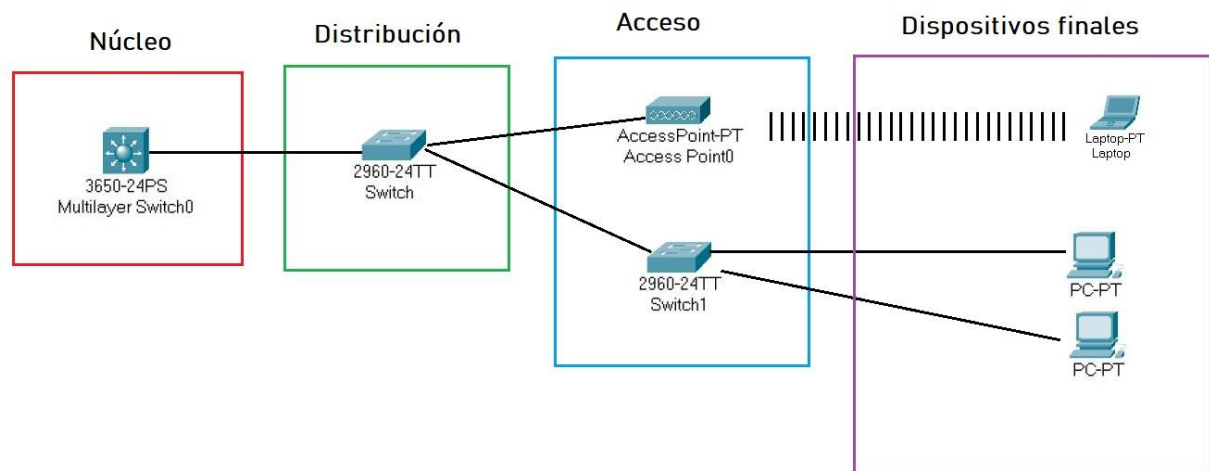 Núcleo
Distribución
Acceso
Dispositivos finales
3650-24PS
Multilayer Switch0
2960-24TT
Switch
AccessPoint-PT
Access Point0
Laptop-PT
Laptop
2960-24TT
Switch1
PC-PT
PC-PT